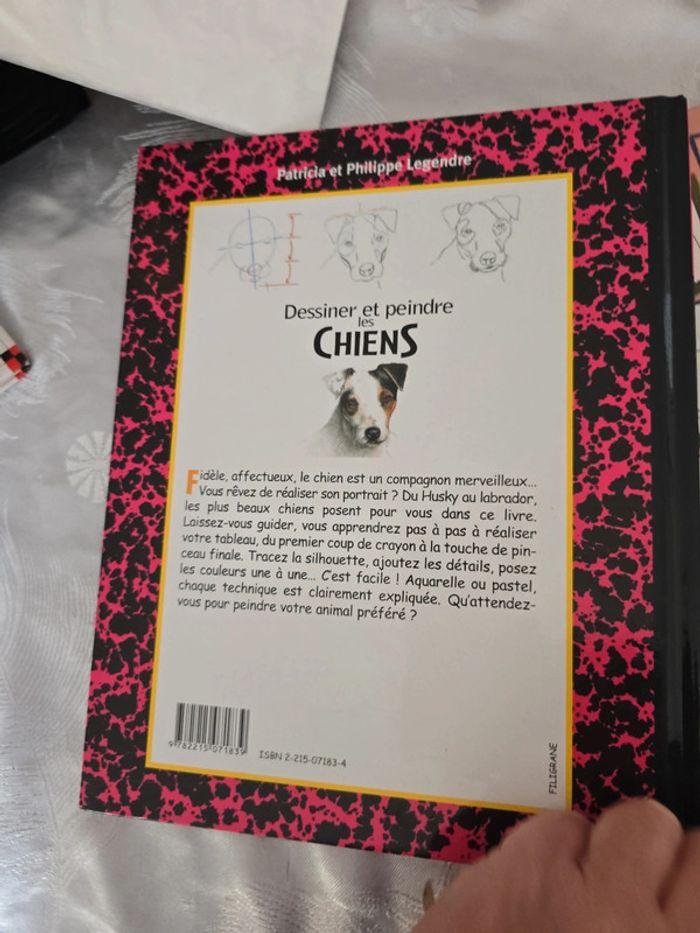 Patricia et Philippe Legendre
Dessiner et peindre
les
CHIENS
Fidèle, affectueux, le chien est un compagnon merveilleux...
Vous rêvez de réaliser son portrait ? Du Husky au labrador,
les plus beaux chiens posent pour vous dans ce livre.
Laissez-vous guider, vous apprendrez pas à pas à réaliser
votre tableau, du premier coup de crayon à la touche de pin-
ceau finale. Tracez la silhouette, ajoutez les détails, posez
les couleurs une à une... C'est facile ! Aquarelle ou pastel,
chaque technique est clairement expliquée. Qu'attendez-
vous pour peindre votre animal préféré ?
9 782215 071839
ISBN 2-215-07183-4
FILIGRANE